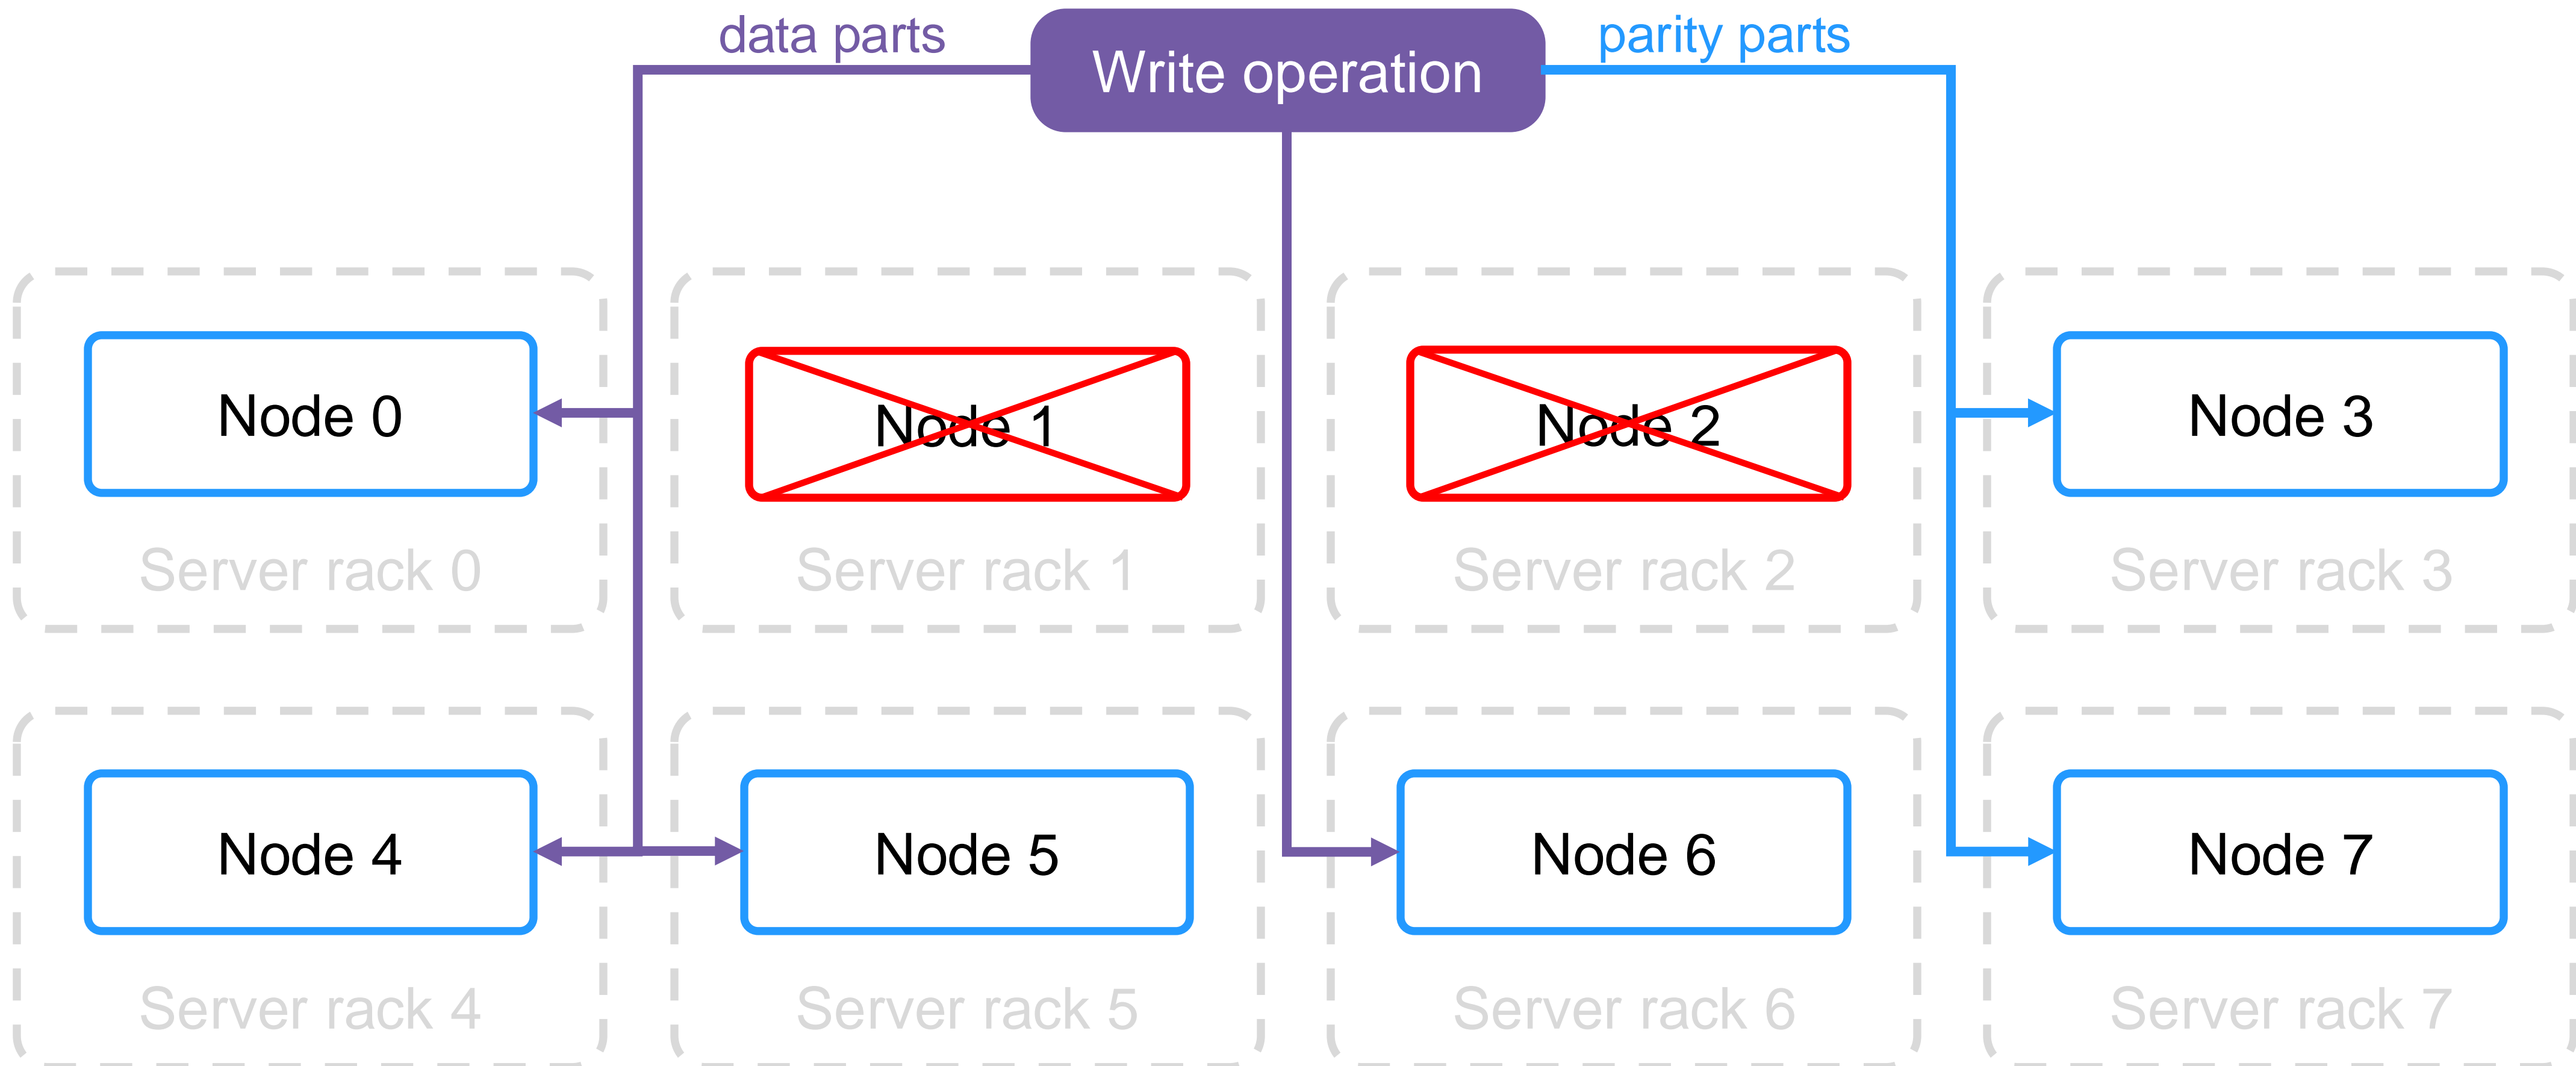 data parts
Write operation
parity parts
Node 0
Node 1
Node 2
Node 3
Server rack 0
Server rack 1
Server rack 2
Server rack 3
Node 4
Node 5
Node 6
Node 7
Server rack 4
Server rack 5
Server rack 6
Server rack 7